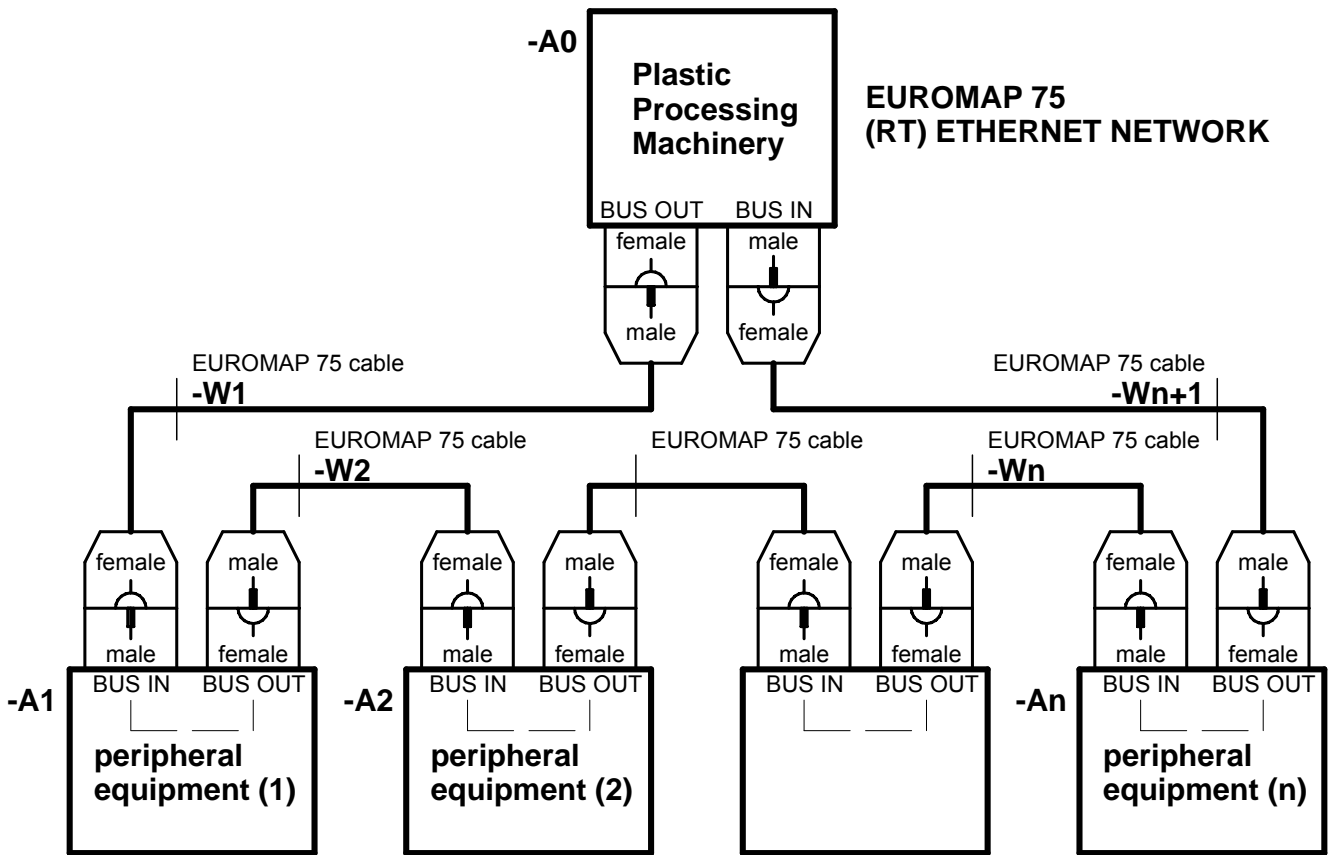 -A0
Plastic
Processing
Machinery
EUROMAP 75
(RT) ETHERNET NETWORK
BUS OUT BUS IN
female male
male female
EUROMAP 75 cable
-W1
EUROMAP 75 cable
-Wn+1
EUROMAP 75 cable
-W2
EUROMAP 75 cable
EUROMAP 75 cable
-Wn
female male female male female male female male
male female male female male female male female
-A1
BUS IN BUS OUT
peripheral
equipment (1)
-A2
BUS IN BUS OUT
peripheral
equipment (2)
BUS IN BUS OUT
-An
BUS IN BUS OUT
peripheral
equipment (n)